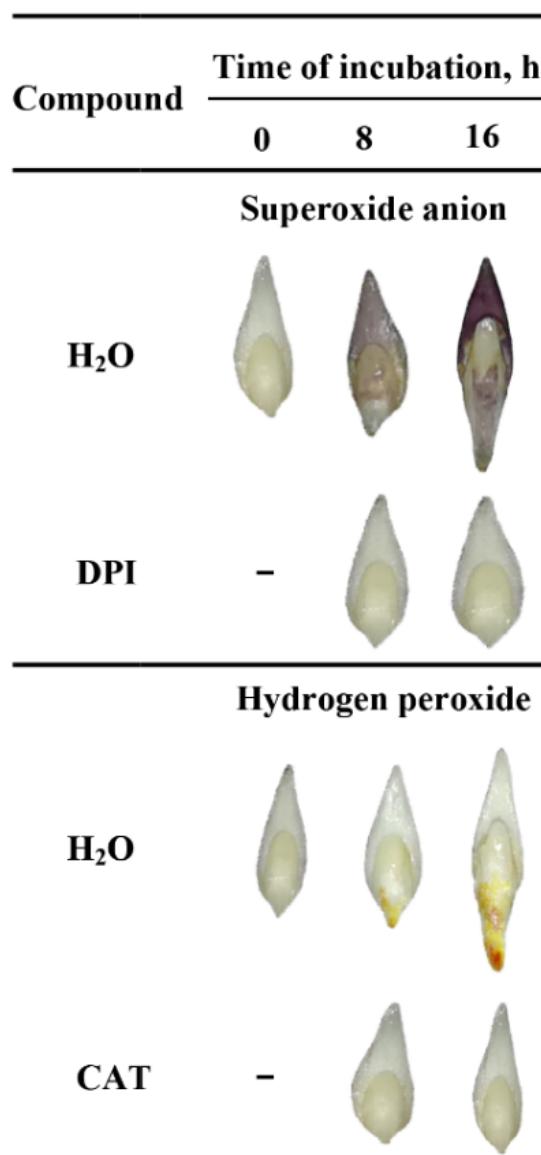 Compound
Time of incubation, h
0 8 16
Superoxide anion
H₂O
DPI –
Hydrogen peroxide
H₂O
CAT –